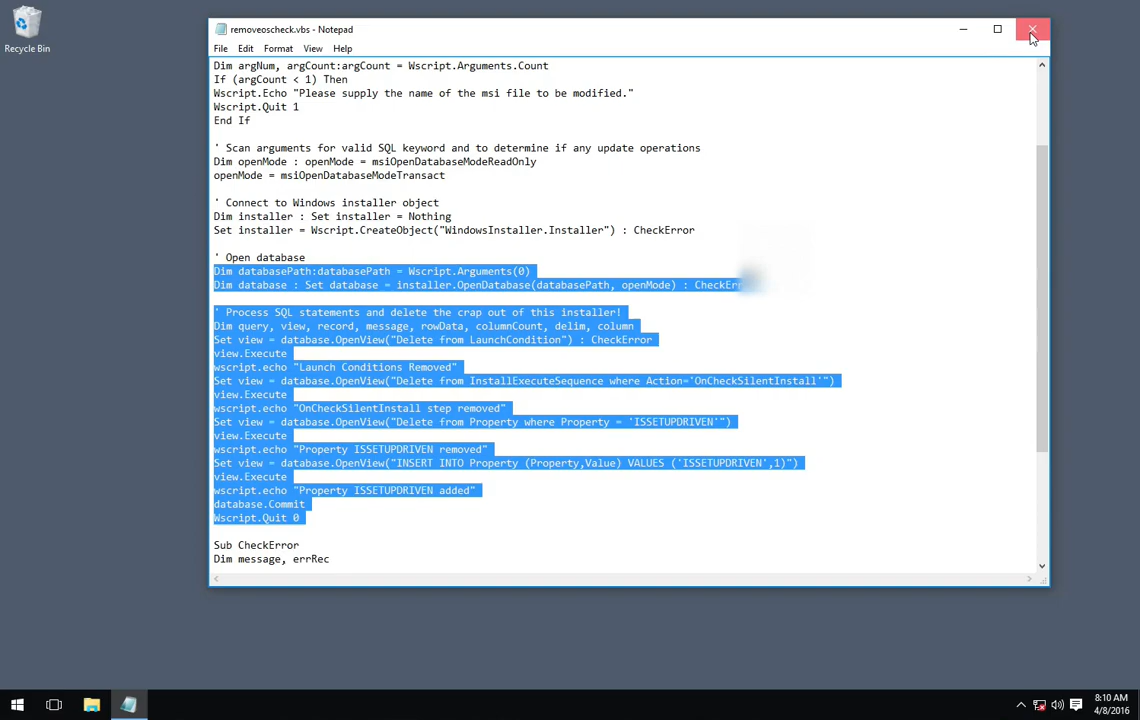 Recycle Bin
removeoscheck.vbs - Notepad
File Edit Format View Help
Dim argNum, argCount:argCount = Wscript.Arguments.Count
If (argCount < 1) Then
Wscript.Echo "Please supply the name of the msi file to be modified."
Wscript.Quit 1
End If
' Scan arguments for valid SQL keyword and to determine if any update operations
Dim openMode : openMode = msiOpenDatabaseModeReadOnly
openMode = msiOpenDatabaseModeTransact
' Connect to Windows installer object
Dim installer : Set installer = Nothing
Set installer = Wscript.CreateObject("WindowsInstaller.Installer") : CheckError
' Open database
Dim databasePath:databasePath = Wscript.Arguments(0)
Dim database : Set database = installer.OpenDatabase(databasePath, openMode) : CheckErr
' Process SQL statements and delete the crap out of this installer!
Dim query, view, record, message, rowData, columnCount, delim, column
Set view = database.OpenView("Delete from LaunchCondition") : CheckError
view.Execute
wscript.echo "Launch Conditions Removed"
Set view = database.OpenView("Delete from InstallExecuteSequence where Action='OnCheckSilentInstall'")
view.Execute
wscript.echo "OnCheckSilentInstall step removed"
Set view = database.OpenView("Delete from Property where Property = 'ISSETUPDRIVEN'")
view.Execute
wscript.echo "Property ISSETUPDRIVEN removed"
Set view = database.OpenView("INSERT INTO Property (Property,Value) VALUES ('ISSETUPDRIVEN',1)")
view.Execute
wscript.echo "Property ISSETUPDRIVEN added"
database.Commit
Wscript.Quit 0
Sub CheckError
Dim message, errRec
8:10 AM
4/8/2016